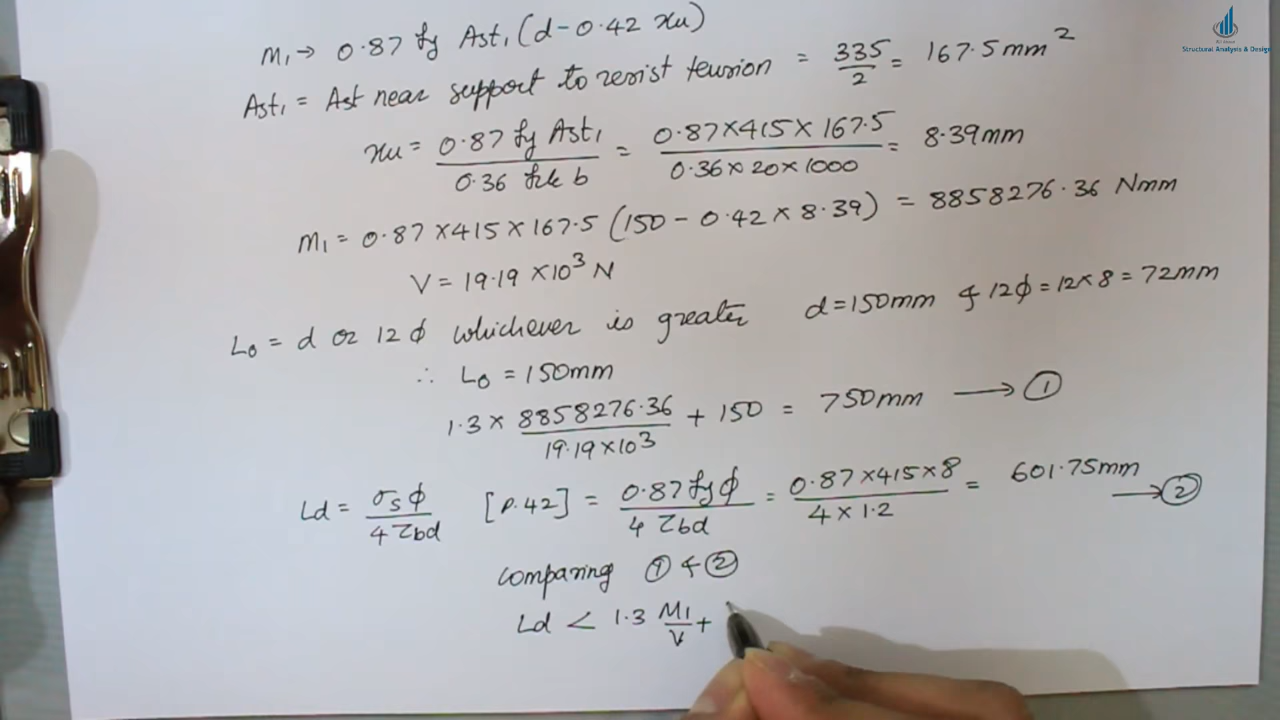 Structural Analysis & Design
M1 → 0.87 fy Ast1 (d - 0.42 xu)
Ast1 = Ast near support to resist tension = 335/2 = 167.5 mm²
xu = 0.87 fy Ast1 / 0.36 fck b = 0.87×415×167.5 / 0.36×20×1000 = 8.39mm
M1 = 0.87×415×167.5 (150 - 0.42×8.39) = 8858276.36 Nmm
V = 19.19 ×10³ N
L0 = d or 12ϕ whichever is greater d=150mm & 12ϕ=12×8=72mm
∴ L0 = 150mm
1.3 × 8858276.36 / 19.19×10³ + 150 = 750mm → ①
Ld = σs ϕ / 4 τbd [P.42] = 0.87 fy ϕ / 4 τbd = 0.87×415×8 / 4×1.2 = 601.75mm → ②
Comparing ① & ②
Ld < 1.3 M1/V +